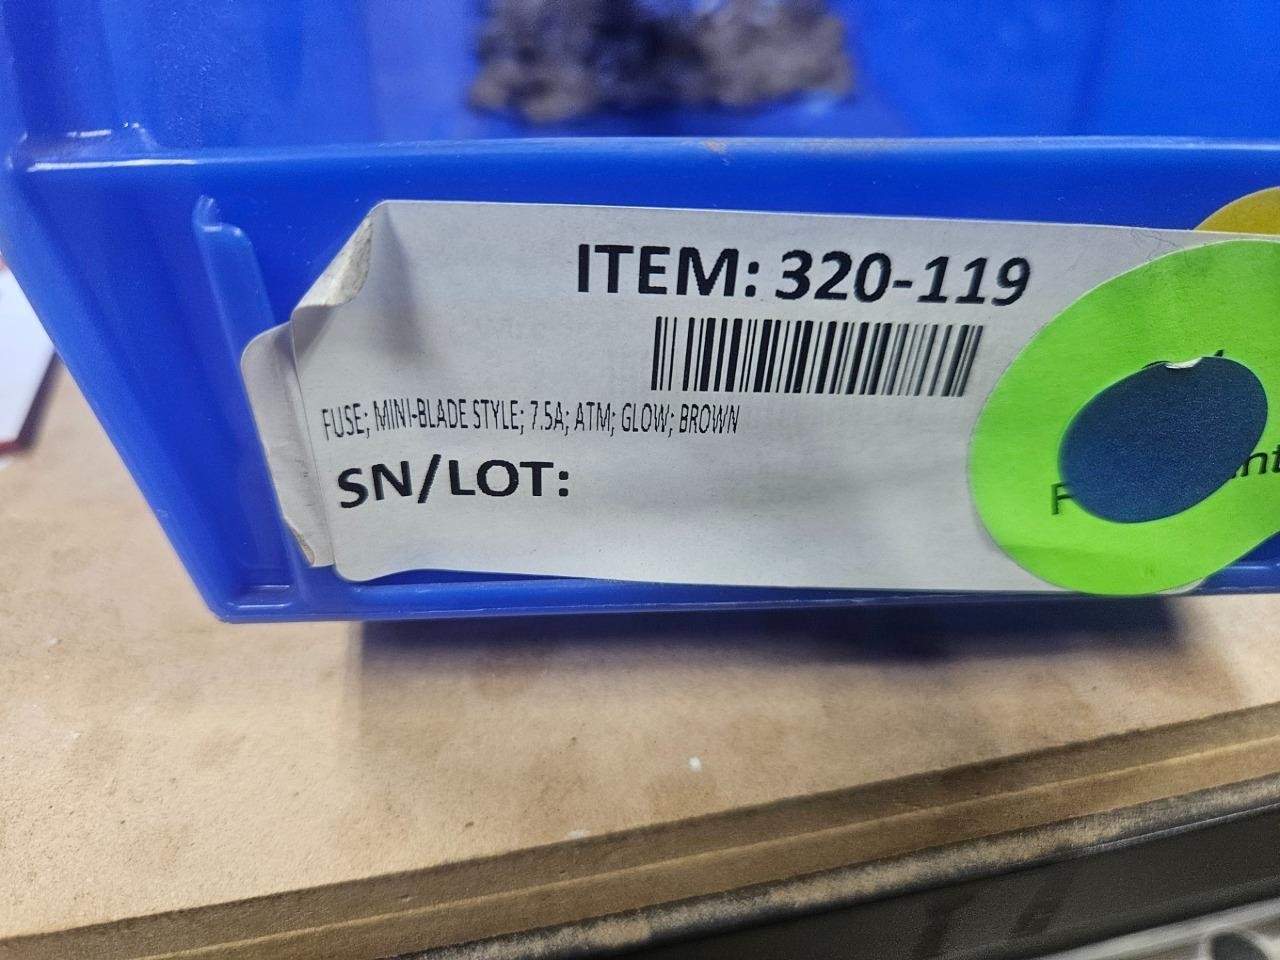 ITEM: 320-119
FUSE; MINI-BLADE STYLE; 7.5A; ATM; GLOW; BROWN
SN/LOT: